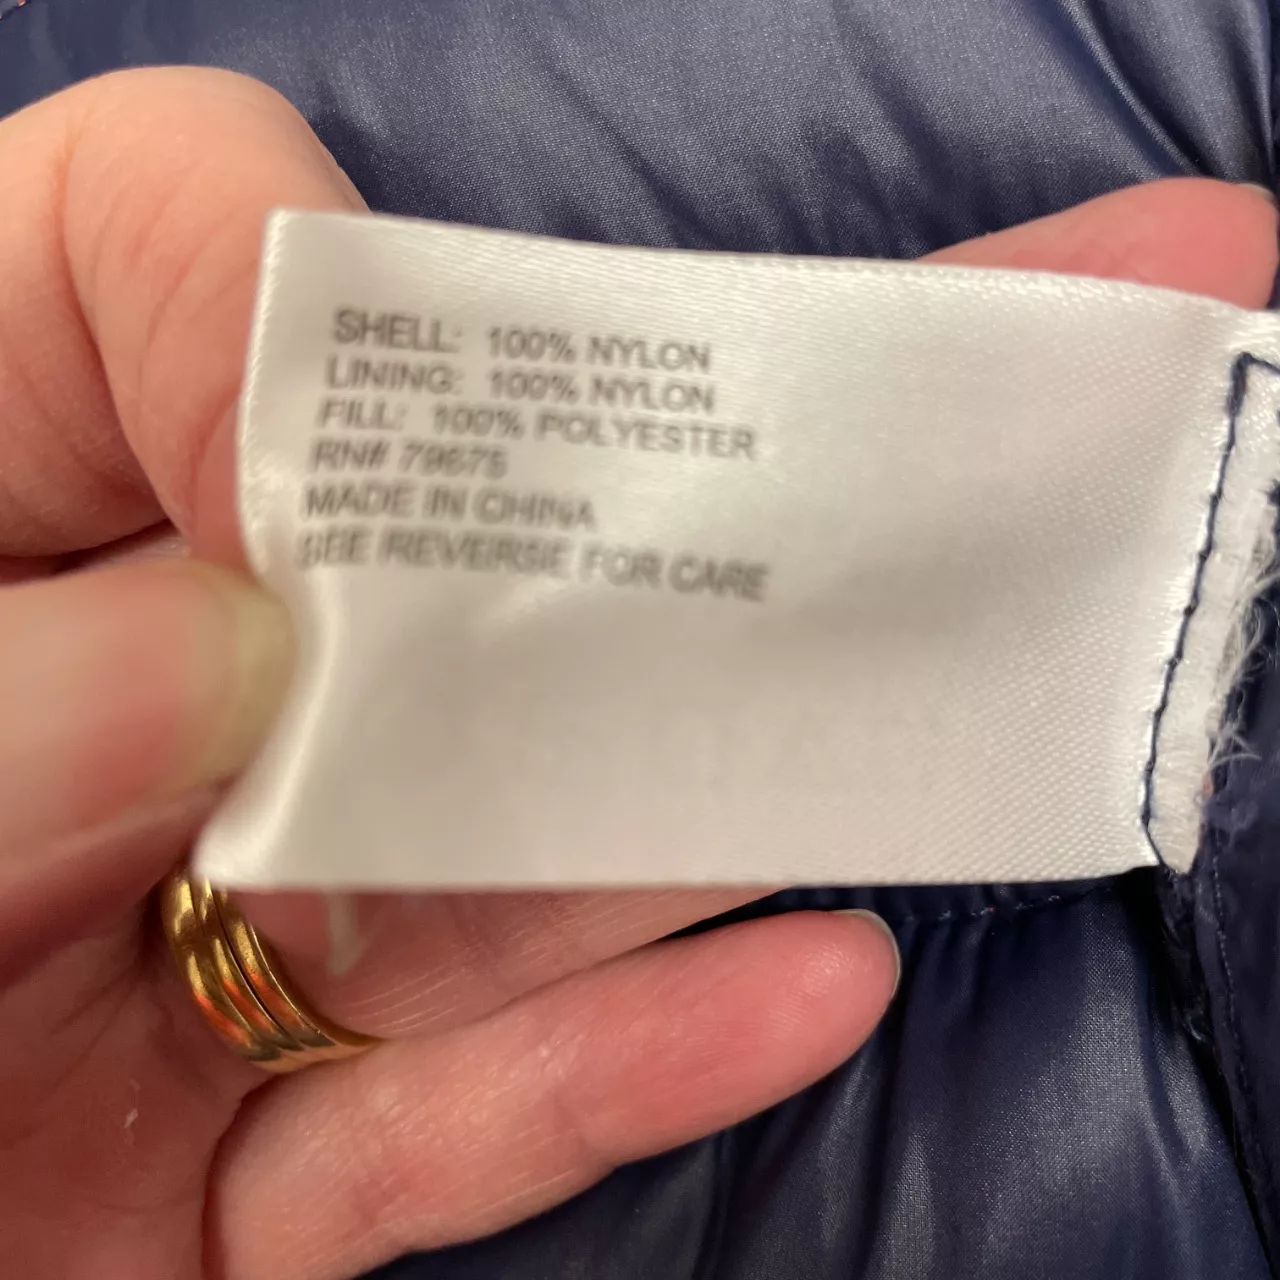 SHELL: 100% NYLON
LINING: 100% NYLON
FILL: 100% POLYESTER
RN# 79675
MADE IN CHINA
SEE REVERSE FOR CARE